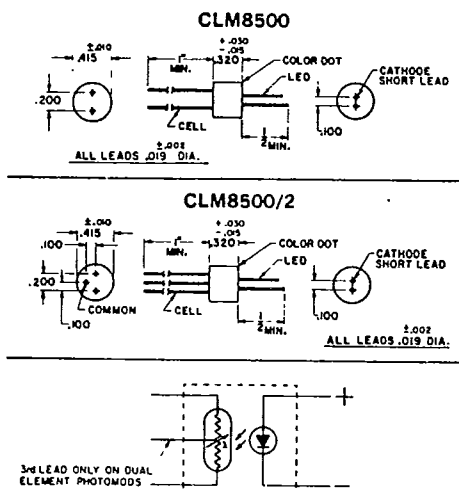 CLM8500
±.010
.415
1"
MIN.
+.030
-.015
.320
COLOR DOT
LED
CATHODE
SHORT LEAD
.200
CELL
1/2 MIN.
.100
±.002
ALL LEADS .019 DIA.
CLM8500/2
±.010
.415
.100
1"
MIN.
+.030
-.015
.320
COLOR DOT
LED
CATHODE
SHORT LEAD
.200
.100
COMMON
CELL
1/2 MIN.
.100
±.002
ALL LEADS .019 DIA.
+
3rd LEAD ONLY ON DUAL
ELEMENT PHOTOMODS